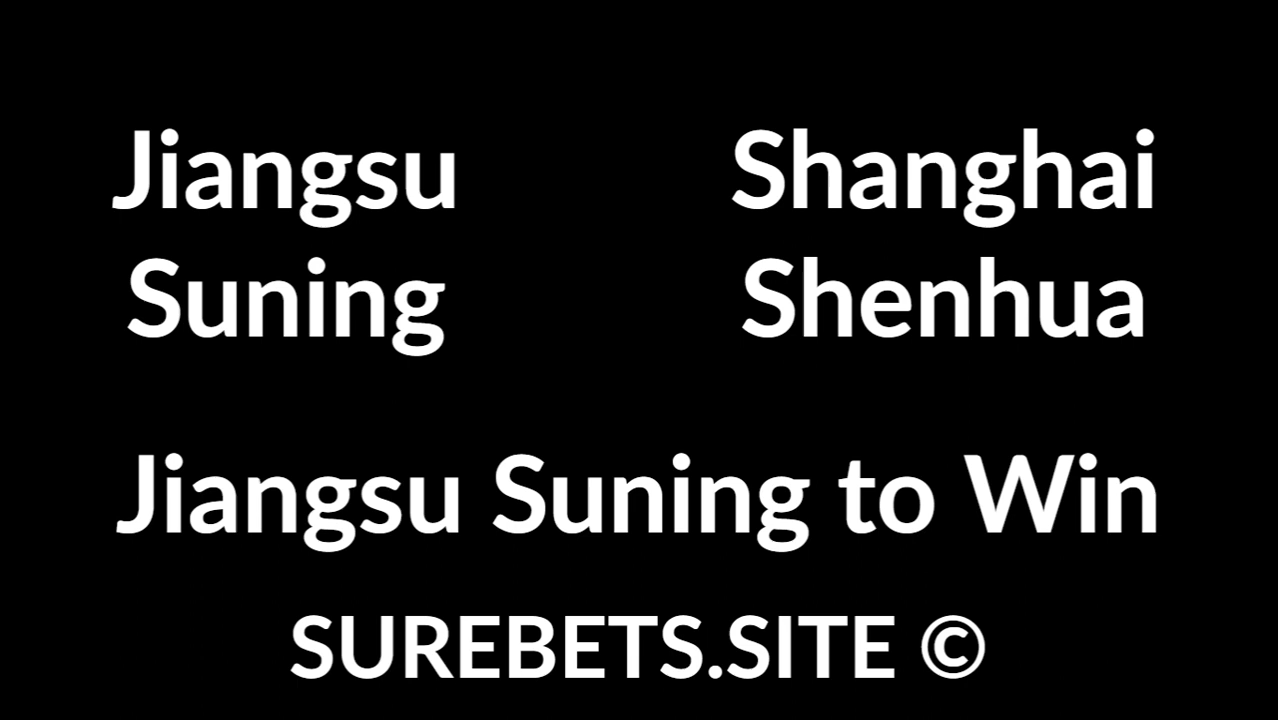 Jiangsu
Suning
Shanghai
Shenhua
Jiangsu Suning to Win
SUREBETS.SITE ©